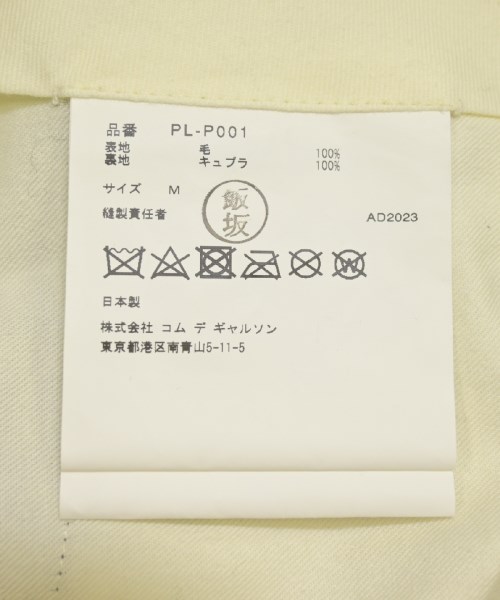 品番 PL-P001
表地 毛 100%
裏地 キュプラ 100%
サイズ M
飯坂
縫製責任者 AD2023
日本製
株式会社 コム デ ギャルソン
東京都港区南青山5-11-5